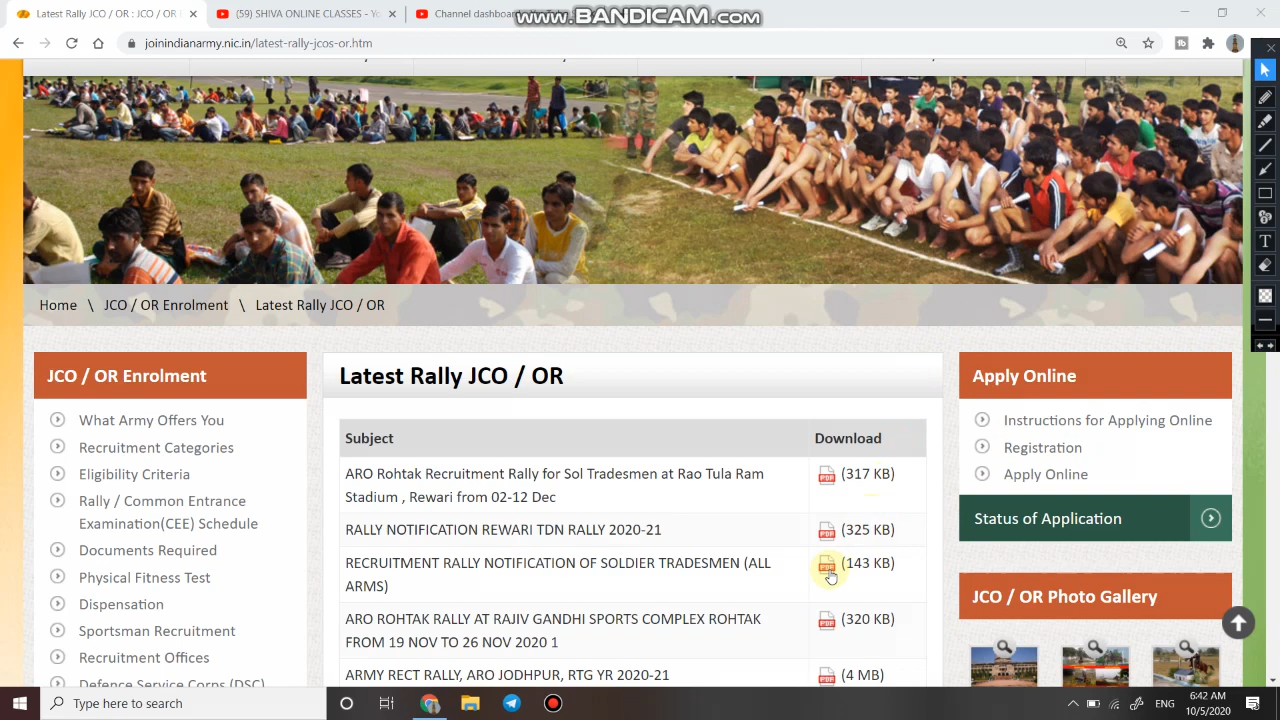 www.BANDICAM.com
Latest Rally JCO / OR : JCO / OR
(59) SHIVA ONLINE CLASSES - Yo
Channel dashboard
joinindianarmy.nic.in/latest-rally-jcos-or.htm
Home \ JCO / OR Enrolment \ Latest Rally JCO / OR
JCO / OR Enrolment
What Army Offers You
Recruitment Categories
Eligibility Criteria
Rally / Common Entrance
Examination(CEE) Schedule
Documents Required
Physical Fitness Test
Dispensation
Sportsman Recruitment
Recruitment Offices
Defence Service Corps (DSC)
Latest Rally JCO / OR
Subject Download
ARO Rohtak Recruitment Rally for Sol Tradesmen at Rao Tula Ram PDF (317 KB)
Stadium , Rewari from 02-12 Dec
RALLY NOTIFICATION REWARI TDN RALLY 2020-21 PDF (325 KB)
RECRUITMENT RALLY NOTIFICATION OF SOLDIER TRADESMEN (ALL PDF (143 KB)
ARMS)
ARO ROHTAK RALLY AT RAJIV GANDHI SPORTS COMPLEX ROHTAK PDF (320 KB)
FROM 19 NOV TO 26 NOV 2020 1
ARMY RECT RALLY, ARO JODHPUR, RTG YR 2020-21 PDF (4 MB)
Apply Online
Instructions for Applying Online
Registration
Apply Online
Status of Application
JCO / OR Photo Gallery
Type here to search
ENG
6:42 AM
10/5/2020